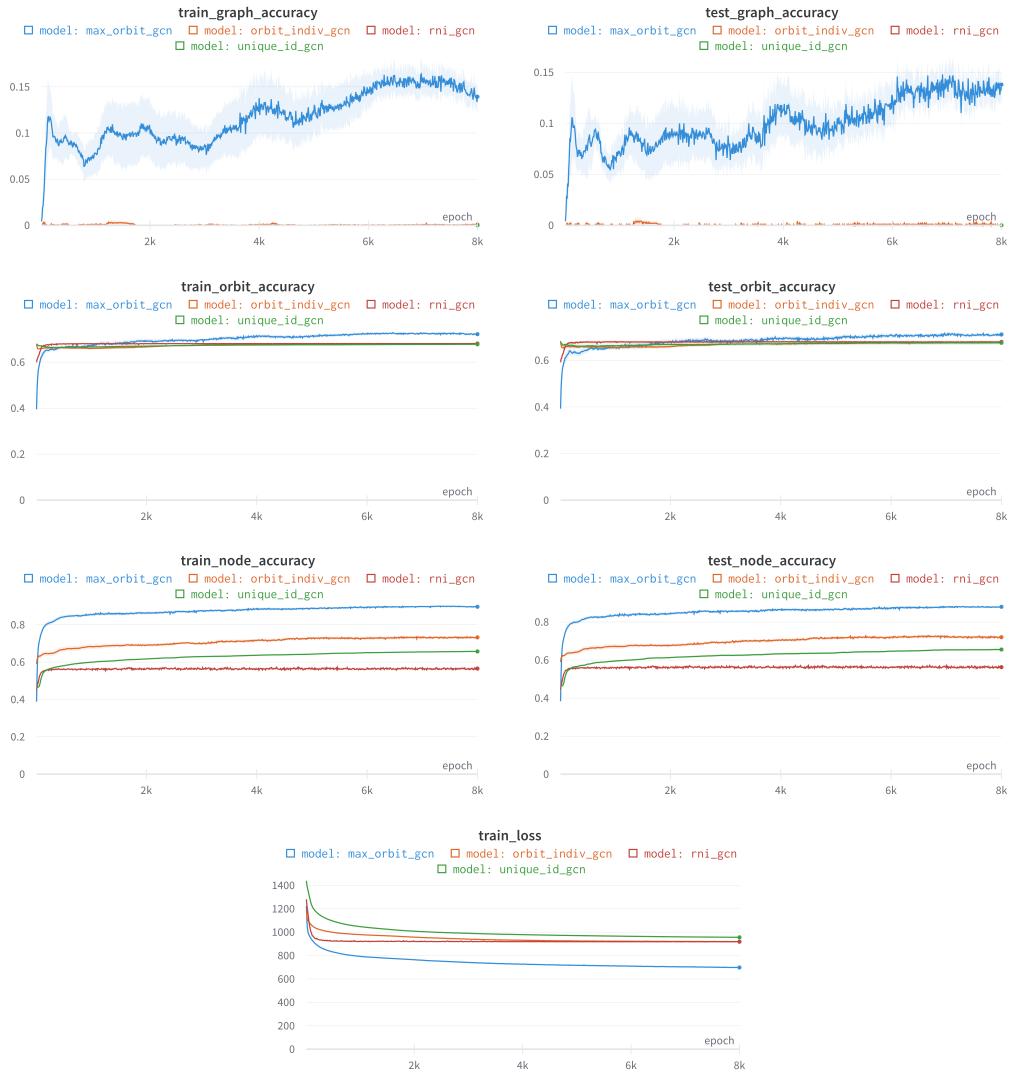 train_graph_accuracy
model: max_orbit_gcn model: orbit_indiv_gcn model: rni_gcn
model: unique_id_gcn
0.15
0.1
0.05
0
epoch
2k 4k 6k 8k
test_graph_accuracy
model: max_orbit_gcn model: orbit_indiv_gcn model: rni_gcn
model: unique_id_gcn
0.15
0.1
0.05
0
epoch
2k 4k 6k 8k
train_orbit_accuracy
model: max_orbit_gcn model: orbit_indiv_gcn model: rni_gcn
model: unique_id_gcn
0.6
0.4
0.2
0
epoch
2k 4k 6k 8k
test_orbit_accuracy
model: max_orbit_gcn model: orbit_indiv_gcn model: rni_gcn
model: unique_id_gcn
0.6
0.4
0.2
0
epoch
2k 4k 6k 8k
train_node_accuracy
model: max_orbit_gcn model: orbit_indiv_gcn model: rni_gcn
model: unique_id_gcn
0.8
0.6
0.4
0.2
0
epoch
2k 4k 6k 8k
test_node_accuracy
model: max_orbit_gcn model: orbit_indiv_gcn model: rni_gcn
model: unique_id_gcn
0.8
0.6
0.4
0.2
0
epoch
2k 4k 6k 8k
train_loss
model: max_orbit_gcn model: orbit_indiv_gcn model: rni_gcn
model: unique_id_gcn
1400
1200
1000
800
600
400
200
0
epoch
2k 4k 6k 8k